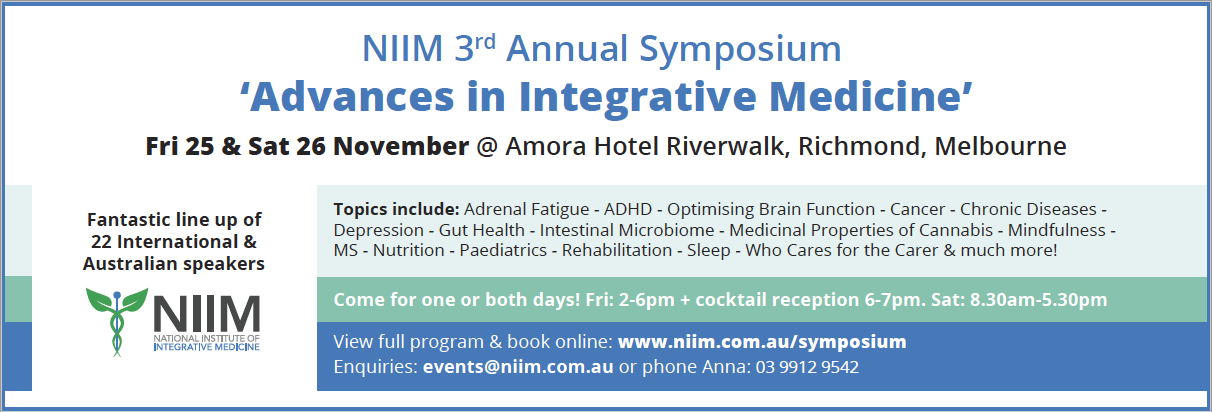 NIIM 3rd Annual Symposium
‘Advances in Integrative Medicine’
Fri 25 & Sat 26 November @ Amora Hotel Riverwalk, Richmond, Melbourne
Fantastic line up of
22 International &
Australian speakers
NIIM
NATIONAL INSTITUTE OF
INTEGRATIVE MEDICINE
Topics include: Adrenal Fatigue - ADHD - Optimising Brain Function - Cancer - Chronic Diseases -
Depression - Gut Health - Intestinal Microbiome - Medicinal Properties of Cannabis - Mindfulness -
MS - Nutrition - Paediatrics - Rehabilitation - Sleep - Who Cares for the Carer & much more!
Come for one or both days! Fri: 2-6pm + cocktail reception 6-7pm. Sat: 8.30am-5.30pm
View full program & book online: www.niim.com.au/symposium
Enquiries: events@niim.com.au or phone Anna: 03 9912 9542